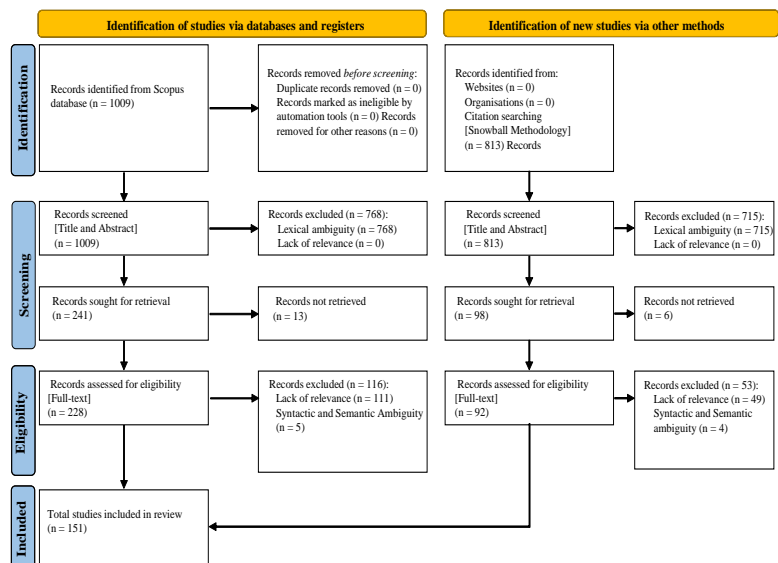 Identification of studies via databases and registers
Identification of new studies via other methods
Identification
Records identified from Scopus
database (n = 1009)
Records removed before screening:
Duplicate records removed (n = 0)
Records marked as ineligible by
automation tools (n = 0) Records
removed for other reasons (n = 0)
Records identified from:
Websites (n = 0)
Organisations (n = 0)
Citation searching
[Snowball Methodology]
(n = 813) Records
Screening
Records screened
[Title and Abstract]
(n = 1009)
Records excluded (n = 768):
Lexical ambiguity (n = 768)
Lack of relevance (n = 0)
Records screened
[Title and Abstract]
(n = 813)
Records excluded (n = 715):
Lexical ambiguity (n = 715)
Lack of relevance (n = 0)
Records sought for retrieval
(n = 241)
Records not retrieved
(n = 13)
Records sought for retrieval
(n = 98)
Records not retrieved
(n = 6)
Eligibility
Records assessed for eligibility
[Full-text]
(n = 228)
Records excluded (n = 116):
Lack of relevance (n = 111)
Syntactic and Semantic Ambiguity
(n = 5)
Records assessed for eligibility
[Full-text]
(n = 92)
Records excluded (n = 53):
Lack of relevance (n = 49)
Syntactic and Semantic
ambiguity (n = 4)
Included
Total studies included in review
(n = 151)